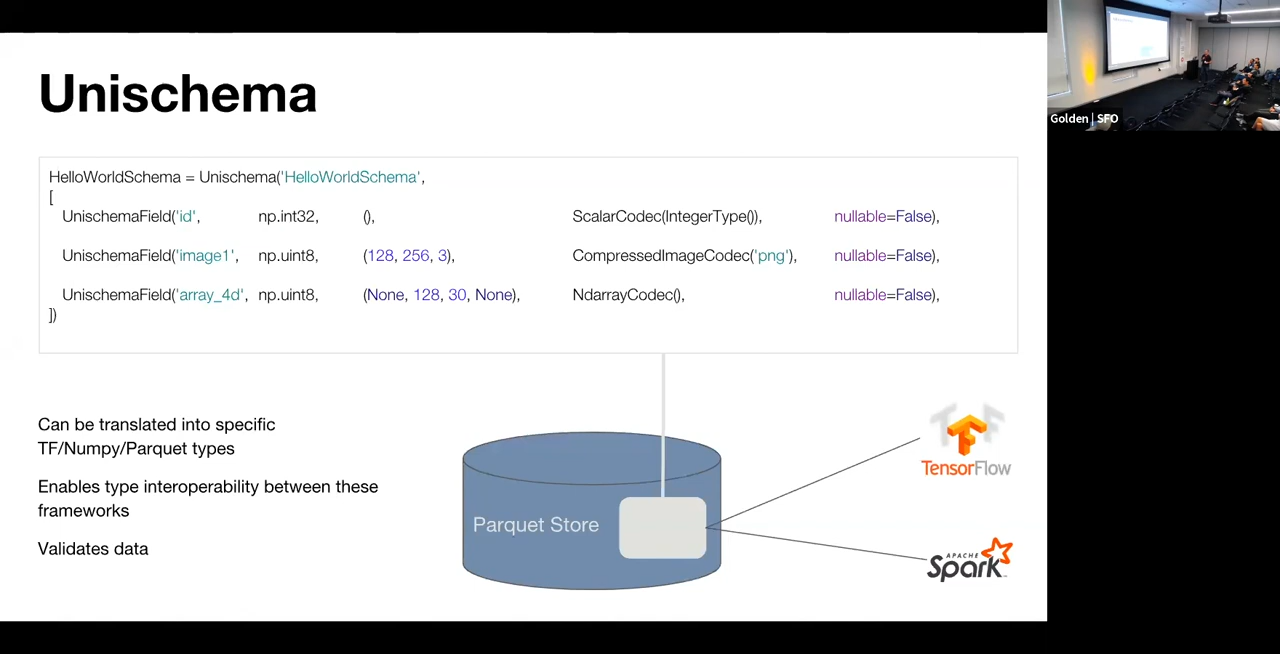 Unischema
HelloWorldSchema = Unischema('HelloWorldSchema',
[
UnischemaField('id', np.int32, (), ScalarCodec(IntegerType()), nullable=False),
UnischemaField('image1', np.uint8, (128, 256, 3), CompressedImageCodec('png'), nullable=False),
UnischemaField('array_4d', np.uint8, (None, 128, 30, None), NdarrayCodec(), nullable=False),
])
Can be translated into specific
TF/Numpy/Parquet types
Enables type interoperability between these
frameworks
Validates data
Parquet Store
TensorFlow
APACHE
Spark
Golden | SFO